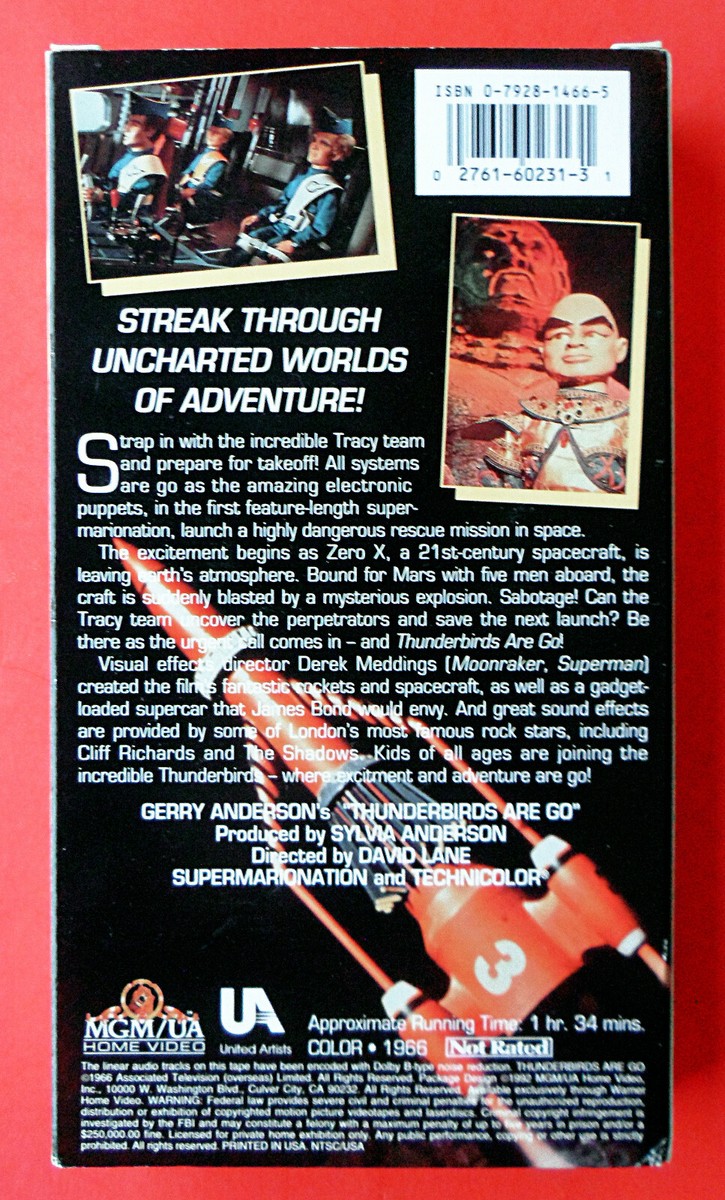 ISBN 0-7928-1466-5
0 2761-60231-3 1
STREAK THROUGH
UNCHARTED WORLDS
OF ADVENTURE!
Strap in with the incredible Tracy team
and prepare for takeoff! All systems
are go as the amazing electronic
puppets, in the first feature-length super-
marionation, launch a highly dangerous rescue mission in space.
The excitement begins as Zero X, a 21st-century spacecraft, is
leaving earth's atmosphere. Bound for Mars with five men aboard, the
craft is suddenly blasted by a mysterious explosion. Sabotage! Can the
Tracy team uncover the perpetrators and save the next launch? Be
there as the urgent call comes in – and Thunderbirds Are Go!
Visual effects director Derek Meddings (Moonraker, Superman)
created the film's fantastic rockets and spacecraft, as well as a gadget-
loaded supercar that James Bond would envy. And great sound effects
are provided by some of London's most famous rock stars, including
Cliff Richards and The Shadows. Kids of all ages are joining the
incredible Thunderbirds – where excitment and adventure are go!
GERRY ANDERSON's "THUNDERBIRDS ARE GO"
Produced by SYLVIA ANDERSON
Directed by DAVID LANE
SUPERMARIONATION and TECHNICOLOR®
3
MGM/UA
HOME VIDEO
UA
United Artists
Approximate Running Time: 1 hr. 34 mins.
COLOR • 1966 Not Rated
The linear audio tracks on this tape have been encoded with Dolby B-type noise reduction. THUNDERBIRDS ARE GO
©1966 Associated Television (overseas) Limited. All Rights Reserved. Package Design ©1992 MGM/UA Home Video,
Inc., 10000 W. Washington Blvd., Culver City, CA 90232. All Rights Reserved. Available exclusively through Warner
Home Video. WARNING: Federal law provides severe civil and criminal penalties for the unauthorized reproduction,
distribution or exhibition of copyrighted motion picture videotapes and laserdiscs. Criminal copyright infringement is
investigated by the FBI and may constitute a felony with a maximum penalty of up to five years in prison and/or a
$250,000.00 fine. Licensed for private home exhibition only. Any public performance, copying or other use is strictly
prohibited. All rights reserved. PRINTED IN USA. NTSC/USA